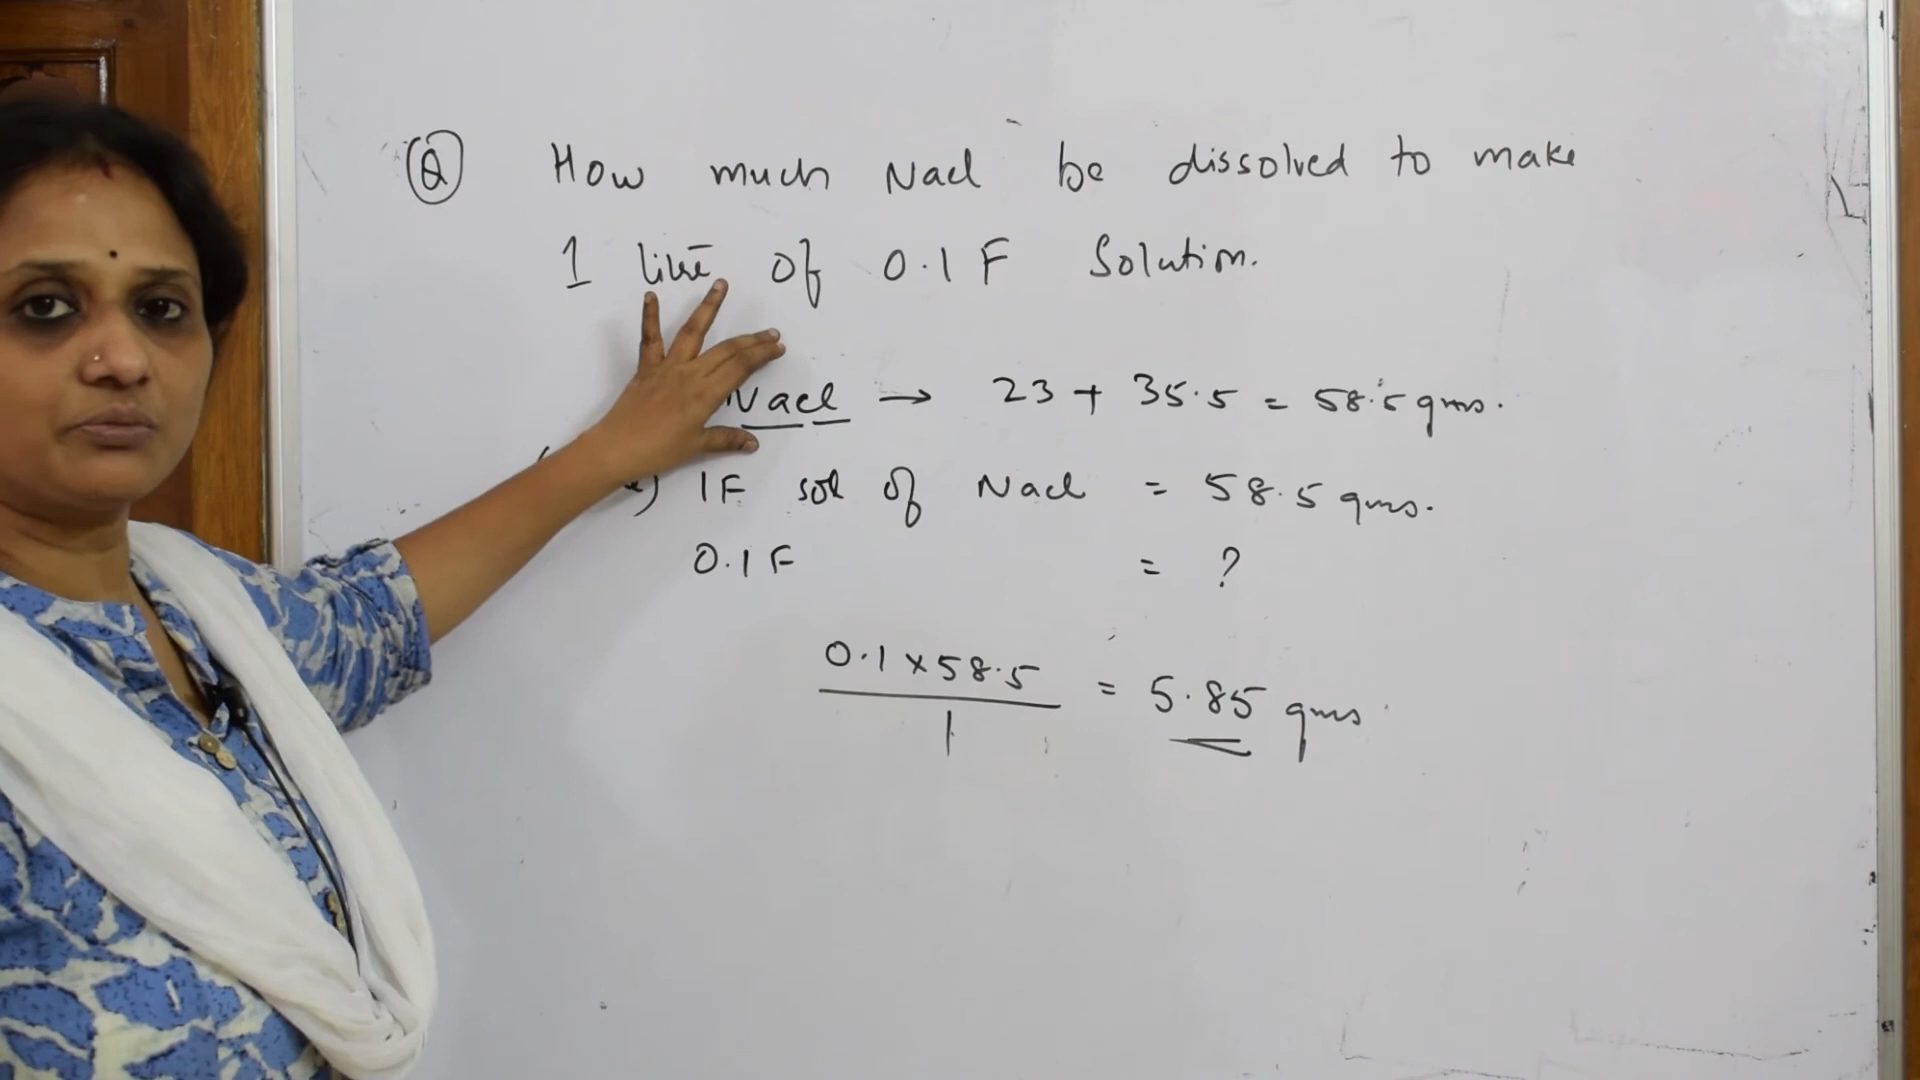 Q How much Nacl be dissolved to make
1 litre of 0.1 F Solution.
Nacl → 23 + 35.5 = 58.5 gms.
1F sol of Nacl = 58.5 gms.
0.1 F = ?
0.1 x 58.5 = 5.85 gms
1